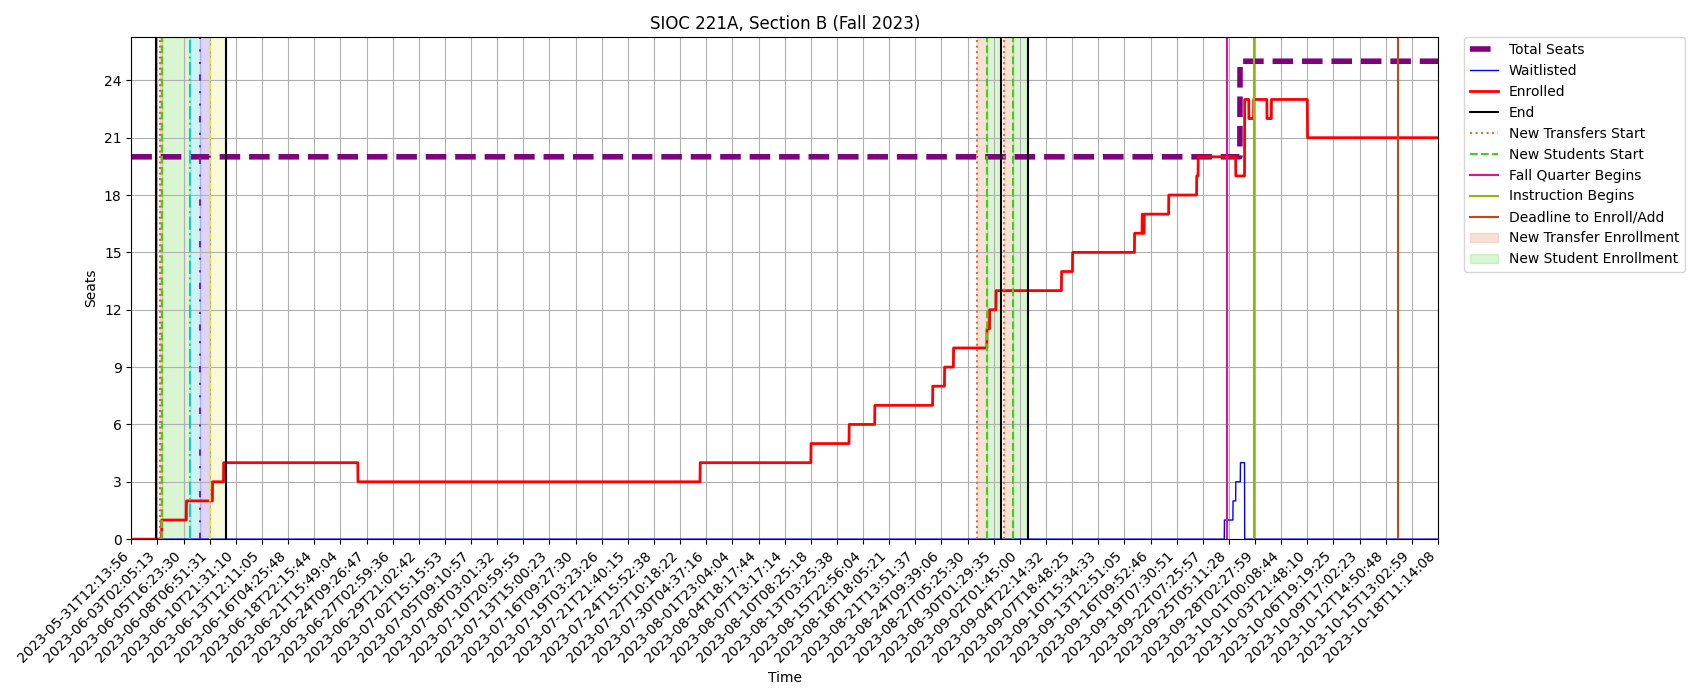 SIOC 221A, Section B (Fall 2023)
Total Seats
Waitlisted
Enrolled
End
New Transfers Start
New Students Start
Fall Quarter Begins
Instruction Begins
Deadline to Enroll/Add
New Transfer Enrollment
New Student Enrollment
Seats
24
21
18
15
12
9
6
3
0
2023-05-31T12:13:56
2023-06-03T02:05:13
2023-06-05T16:23:30
2023-06-08T06:51:31
2023-06-10T21:31:10
2023-06-13T12:11:05
2023-06-16T04:25:48
2023-06-18T22:15:44
2023-06-21T15:49:04
2023-06-24T09:26:47
2023-06-27T02:59:36
2023-06-29T21:02:42
2023-07-02T15:15:53
2023-07-05T09:10:57
2023-07-08T03:01:32
2023-07-10T20:59:55
2023-07-13T15:00:23
2023-07-16T09:27:30
2023-07-19T03:23:26
2023-07-21T21:40:15
2023-07-24T15:52:38
2023-07-27T10:18:22
2023-07-30T04:37:16
2023-08-01T23:04:04
2023-08-04T18:17:44
2023-08-07T13:17:14
2023-08-10T08:25:18
2023-08-13T03:25:38
2023-08-15T22:56:04
2023-08-18T18:05:21
2023-08-21T13:51:37
2023-08-24T09:39:06
2023-08-27T05:25:30
2023-08-30T01:29:35
2023-09-02T01:45:00
2023-09-04T22:14:32
2023-09-07T18:48:25
2023-09-10T15:34:33
2023-09-13T12:51:05
2023-09-16T09:52:46
2023-09-19T07:30:51
2023-09-22T07:25:57
2023-09-25T05:11:28
2023-09-28T02:27:59
2023-10-01T00:08:44
2023-10-03T21:48:10
2023-10-06T19:19:25
2023-10-09T17:02:23
2023-10-12T14:50:48
2023-10-15T13:02:59
2023-10-18T11:14:08
Time